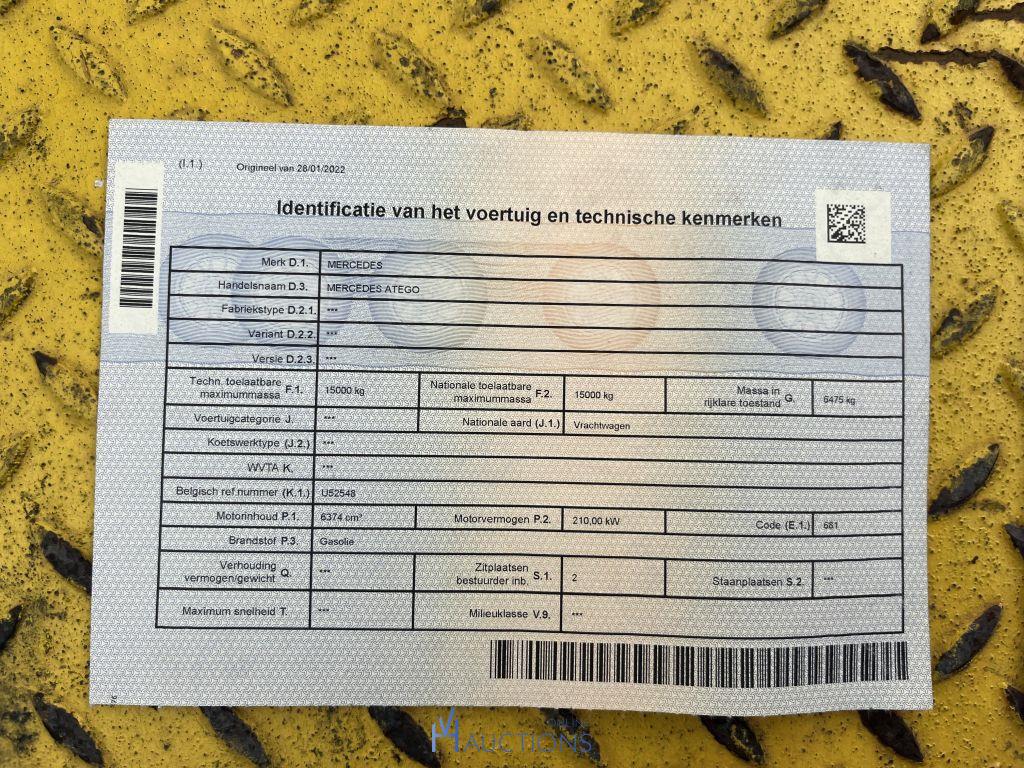 (I.1.) Origineel van 28/01/2022
Identificatie van het voertuig en technische kenmerken
Merk D.1. MERCEDES
Handelsnaam D.3. MERCEDES ATEGO
Fabriekstype D.2.1. ***
Variant D.2.2. ***
Versie D.2.3. ***
Techn. toelaatbare maximummassa F.1. 15000 kg Nationale toelaatbare maximummassa F.2. 15000 kg Massa in rijklare toestand G. 6475 kg
Voertuigcategorie J. *** Nationale aard (J.1.) Vrachtwagen
Koetswerktype (J.2.) ***
WVTA K. ***
Belgisch ref.nummer (K.1.) U52548
Motorinhoud P.1. 6374 cm³ Motorvermogen P.2. 210,00 kW Code (E.1.) 681
Brandstof P.3. Gasolie
Verhouding vermogen/gewicht Q. *** Zitplaatsen bestuurder inb. S.1. 2 Staanplaatsen S.2. ***
Maximum snelheid T. *** Milieuklasse V.9. ***
AUCTIONS